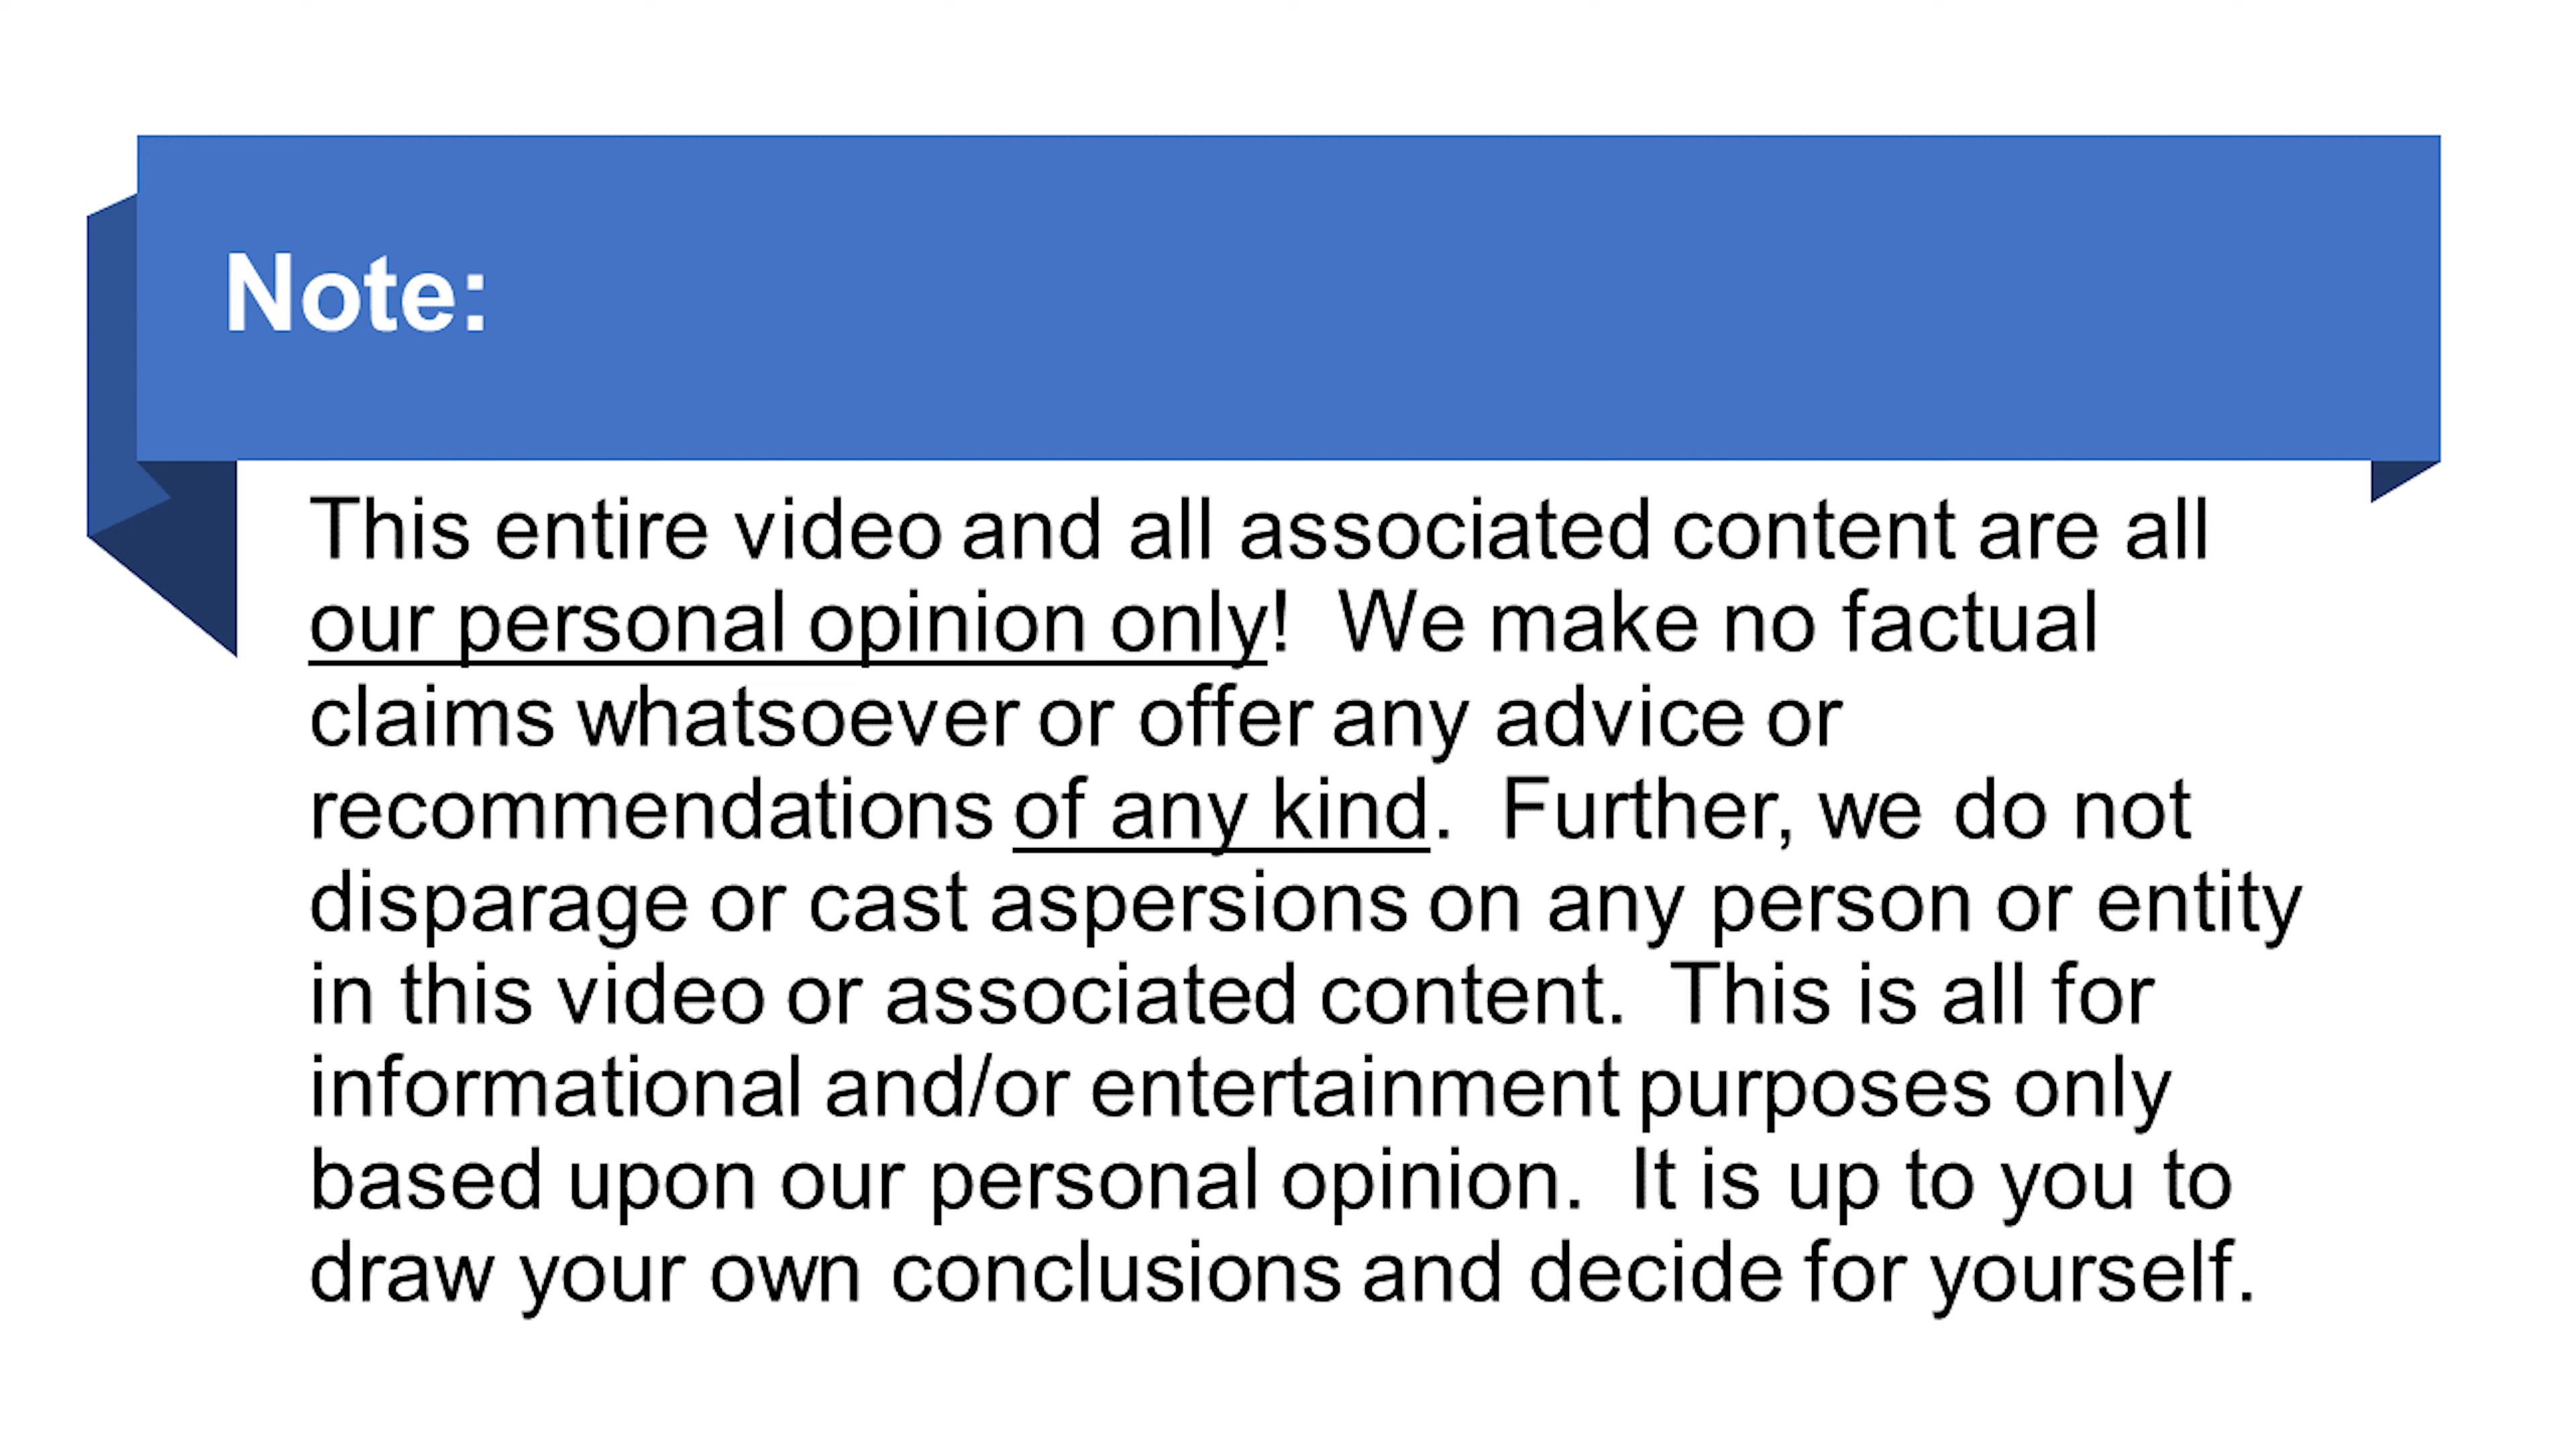 Note:
This entire video and all associated content are all
our personal opinion only!  We make no factual
claims whatsoever or offer any advice or
recommendations of any kind.  Further, we do not
disparage or cast aspersions on any person or entity
in this video or associated content.  This is all for
informational and/or entertainment purposes only
based upon our personal opinion.  It is up to you to
draw your own conclusions and decide for yourself.